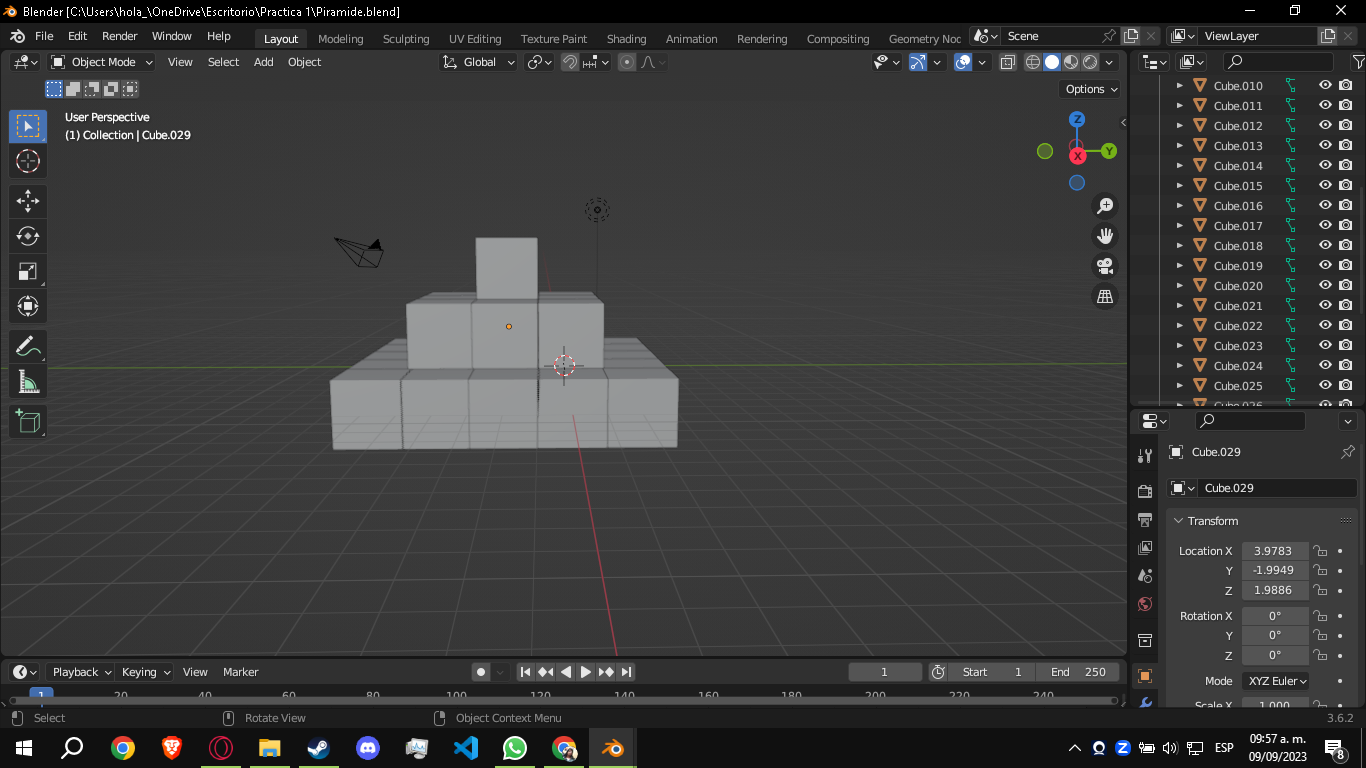 Blender [C:\Users\hola_\OneDrive\Escritorio\Practica 1\Piramide.blend]
File Edit Render Window Help Layout Modeling Sculpting UV Editing Texture Paint Shading Animation Rendering Compositing Geometry Noc Scene ViewLayer
Object Mode View Select Add Object Global
Options
User Perspective
(1) Collection | Cube.029
Z
Y
X
Cube.010
Cube.011
Cube.012
Cube.013
Cube.014
Cube.015
Cube.016
Cube.017
Cube.018
Cube.019
Cube.020
Cube.021
Cube.022
Cube.023
Cube.024
Cube.025
Cube.026
Cube.029
Cube.029
Transform
Location X 3.9783
Y -1.9949
Z 1.9886
Rotation X 0°
Y 0°
Z 0°
Mode XYZ Euler
Scale X 1.000
Playback Keying View Marker 1 Start 1 End 250
1 20 40 60 80 100 120 140 160 180 200 220 240
Select Rotate View Object Context Menu 3.6.2
ESP 09:57 a. m.
09/09/2023 8